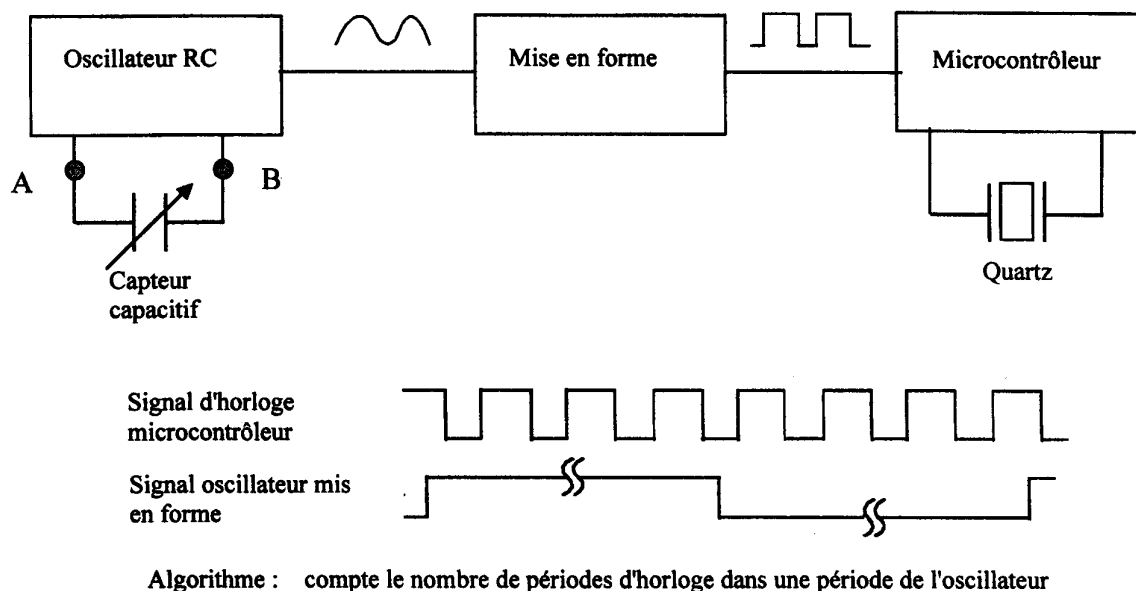 Oscillateur RC
Mise en forme
Microcontrôleur
A
B
Capteur
capacitif
Quartz
Signal d'horloge
microcontrôleur
Signal oscillateur mis
en forme
Algorithme : compte le nombre de périodes d'horloge dans une période de l'oscillateur